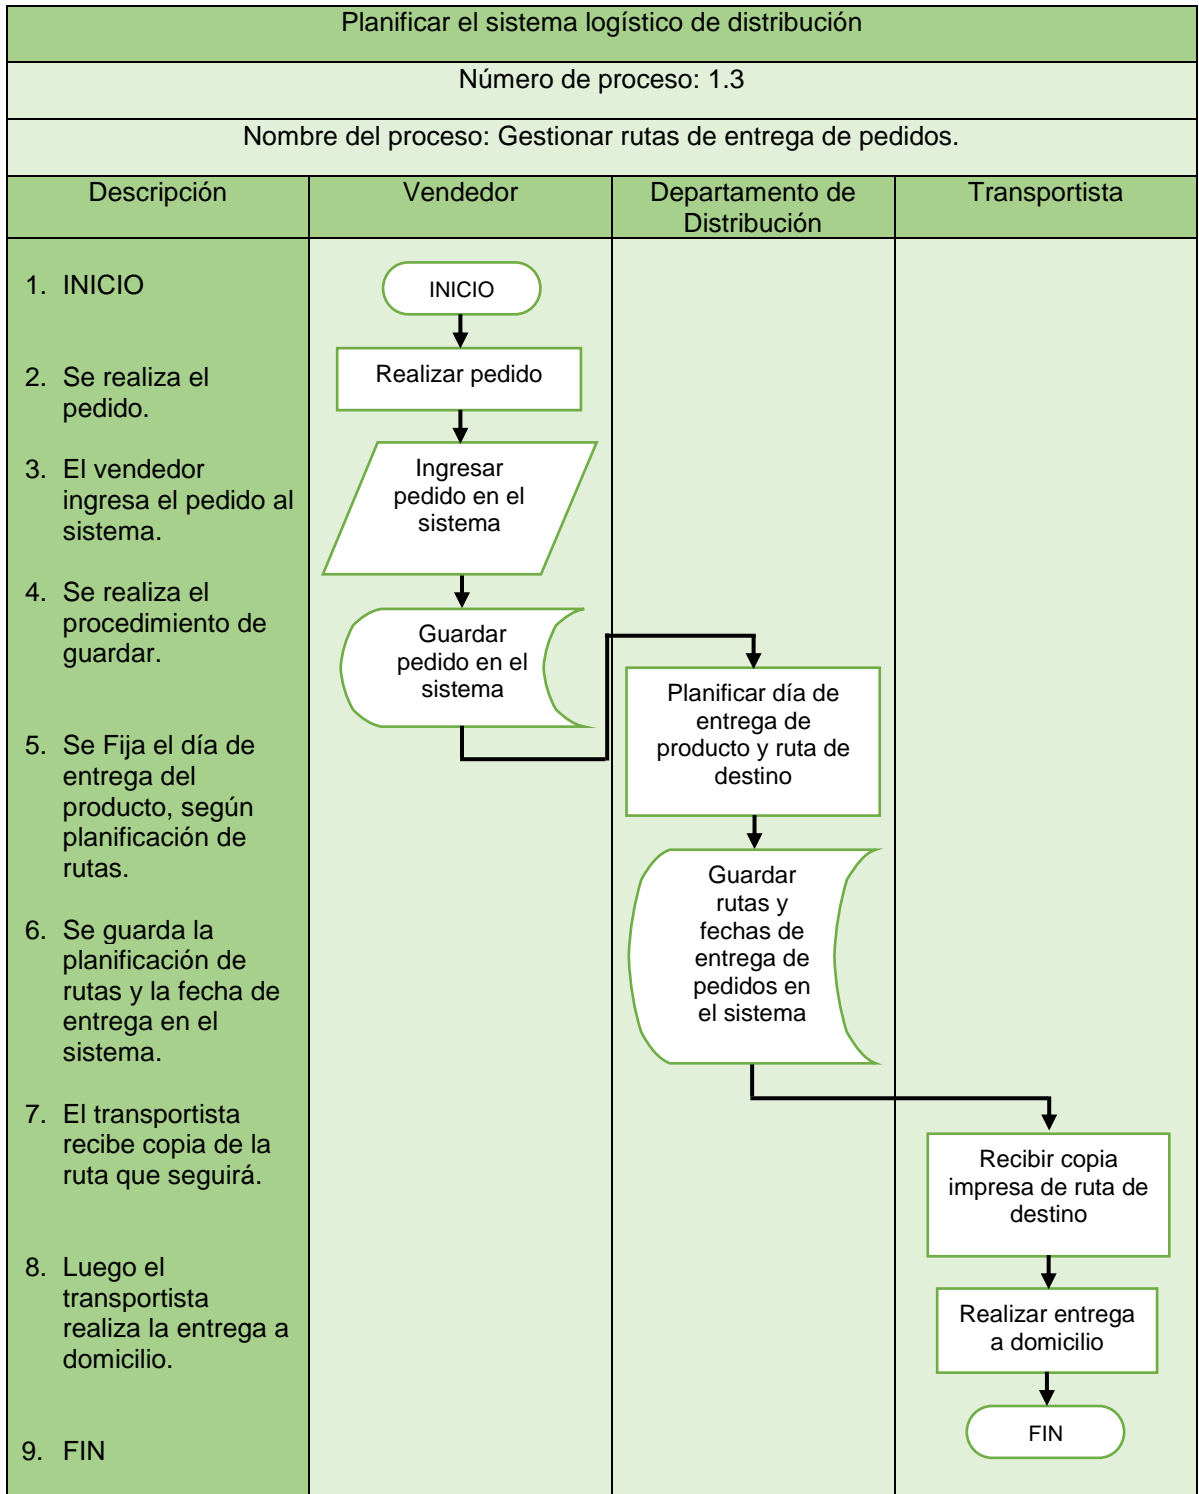 Planificar el sistema logístico de distribución
Número de proceso: 1.3
Nombre del proceso: Gestionar rutas de entrega de pedidos.
Descripción
Vendedor
Departamento de
Distribución
Transportista
1. INICIO
2. Se realiza el
pedido.
3. El vendedor
ingresa el pedido al
sistema.
4. Se realiza el
procedimiento de
guardar.
5. Se Fija el día de
entrega del
producto, según
planificación de
rutas.
6. Se guarda la
planificación de
rutas y la fecha de
entrega en el
sistema.
7. El transportista
recibe copia de la
ruta que seguirá.
8. Luego el
transportista
realiza la entrega a
domicilio.
9. FIN
INICIO
Realizar pedido
Ingresar
pedido en el
sistema
Guardar
pedido en el
sistema
Planificar día de
entrega de
producto y ruta de
destino
Guardar
rutas y
fechas de
entrega de
pedidos en
el sistema
Recibir copia
impresa de ruta de
destino
Realizar entrega
a domicilio
FIN